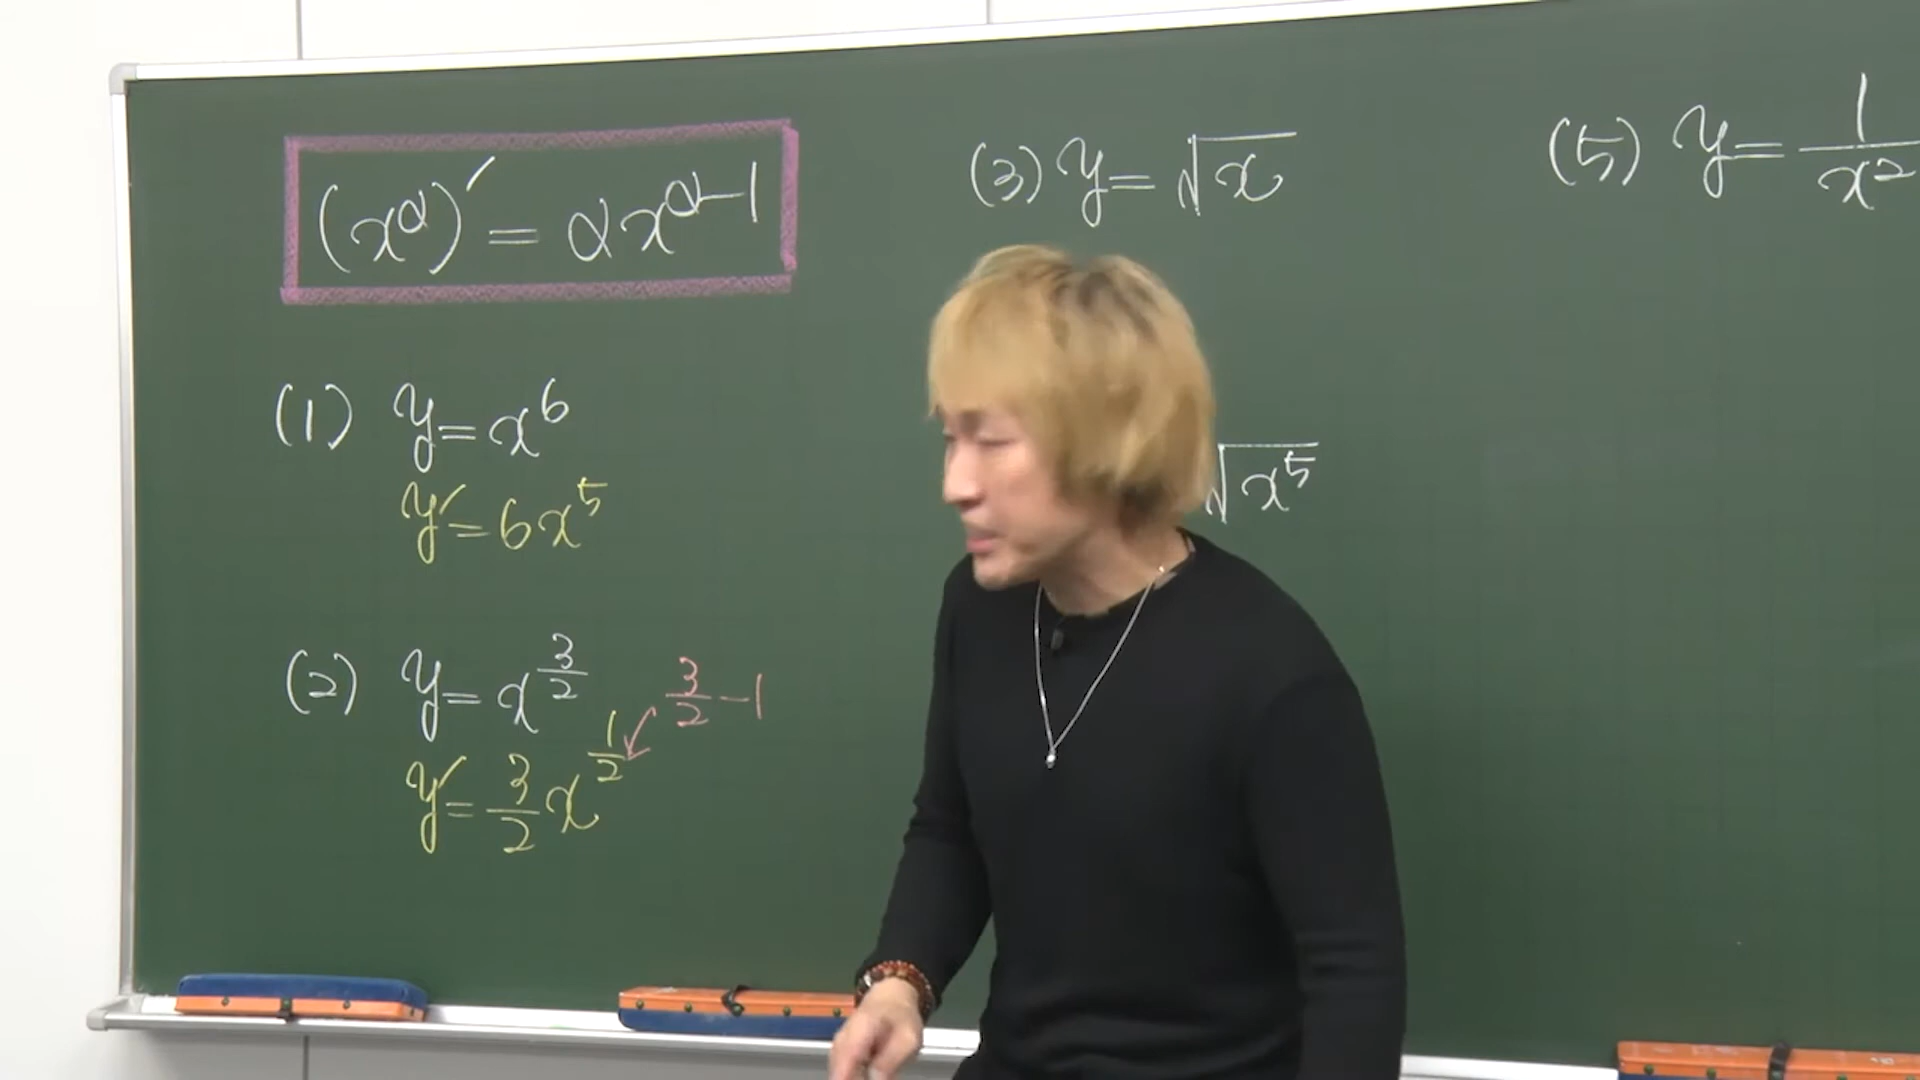 (x^α)′ = αx^(α−1)
(1) y = x^6
y′ = 6x^5
(2) y = x^(3/2)
3/2 − 1
y′ = 3/2 x^(1/2)
(3) y = √x
√x^5
(5) y = 1/x^2